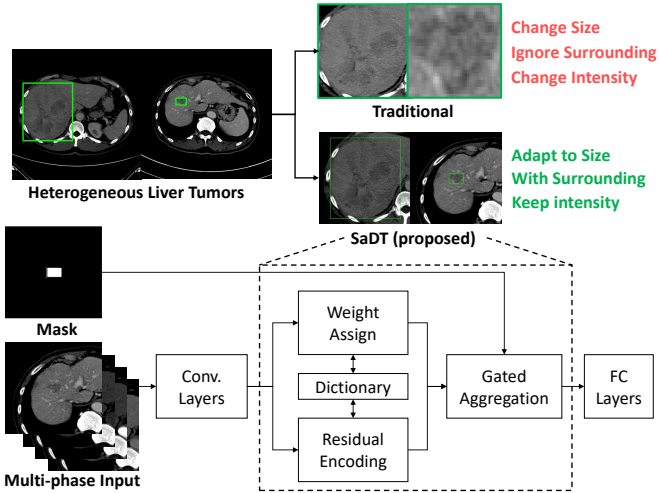 Change Size
Ignore Surrounding
Change Intensity
Traditional
Heterogeneous Liver Tumors
Adapt to Size
With Surrounding
Keep intensity
SaDT (proposed)
Mask
Multi-phase Input
Conv.
Layers
Weight
Assign
Dictionary
Residual
Encoding
Gated
Aggregation
FC
Layers